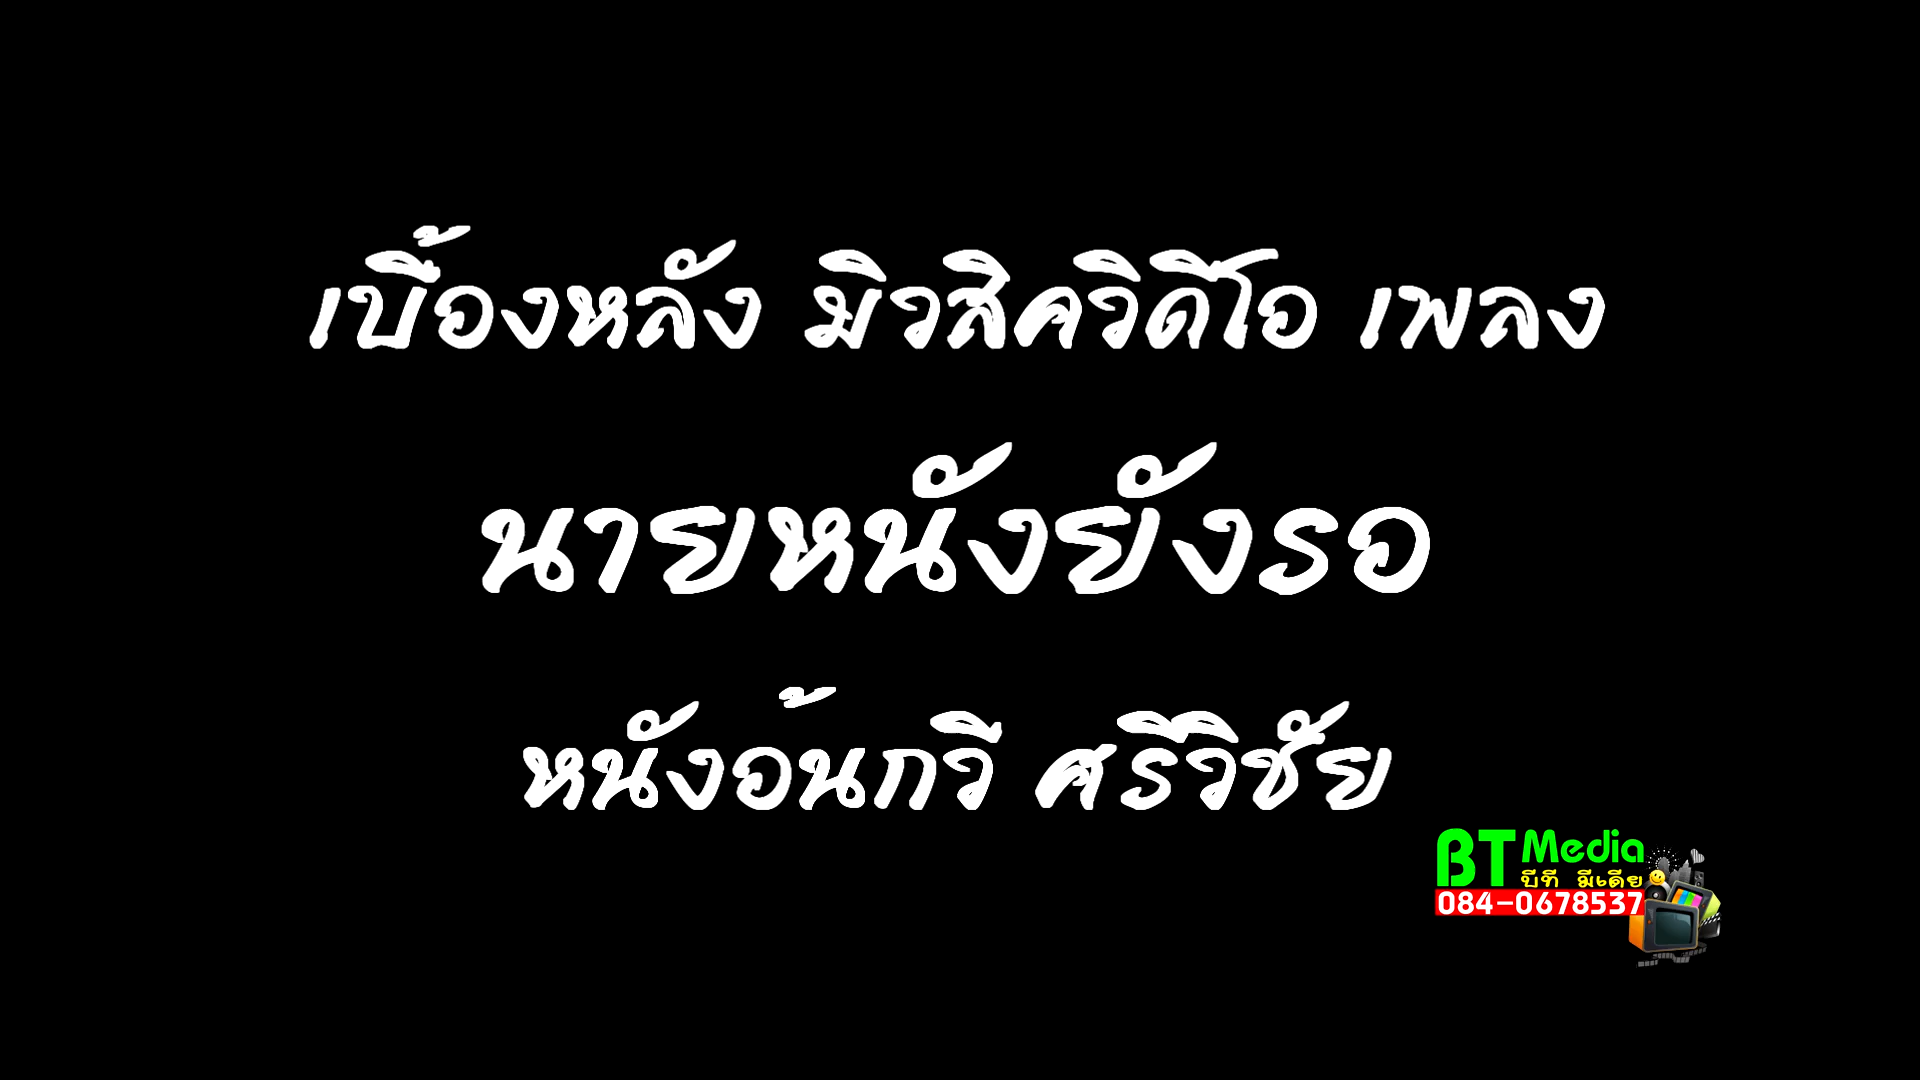 เบื้องหลัง มิวสิควิดีโอ เพลง
นายหนังยังรอ
หนังอ้นกวี ศรีวิชัย
BT Media
บีที มีเดีย
084-0678537